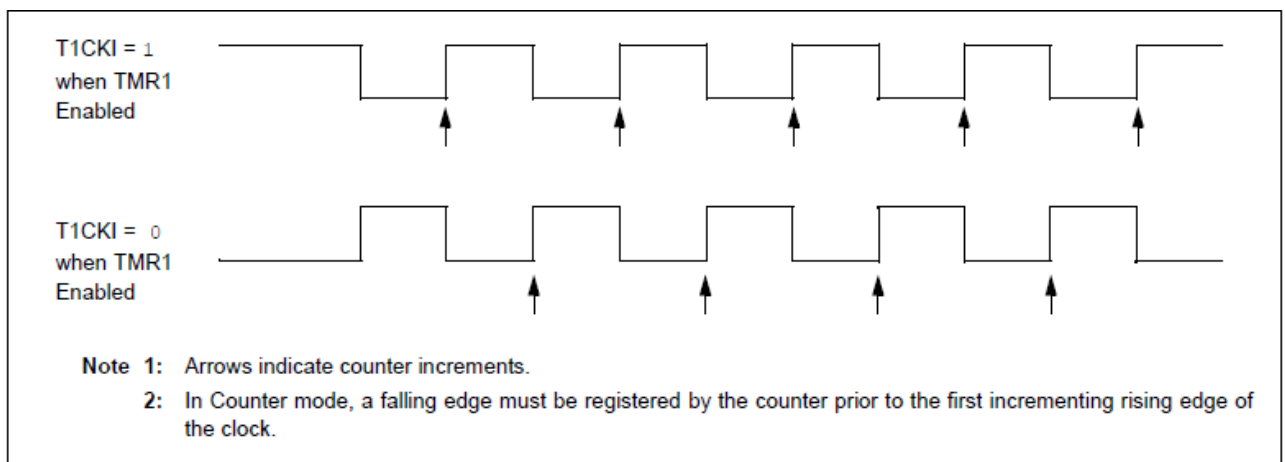 T1CKI = 1
when TMR1
Enabled
T1CKI = 0
when TMR1
Enabled
Note 1: Arrows indicate counter increments.
2: In Counter mode, a falling edge must be registered by the counter prior to the first incrementing rising edge of
the clock.